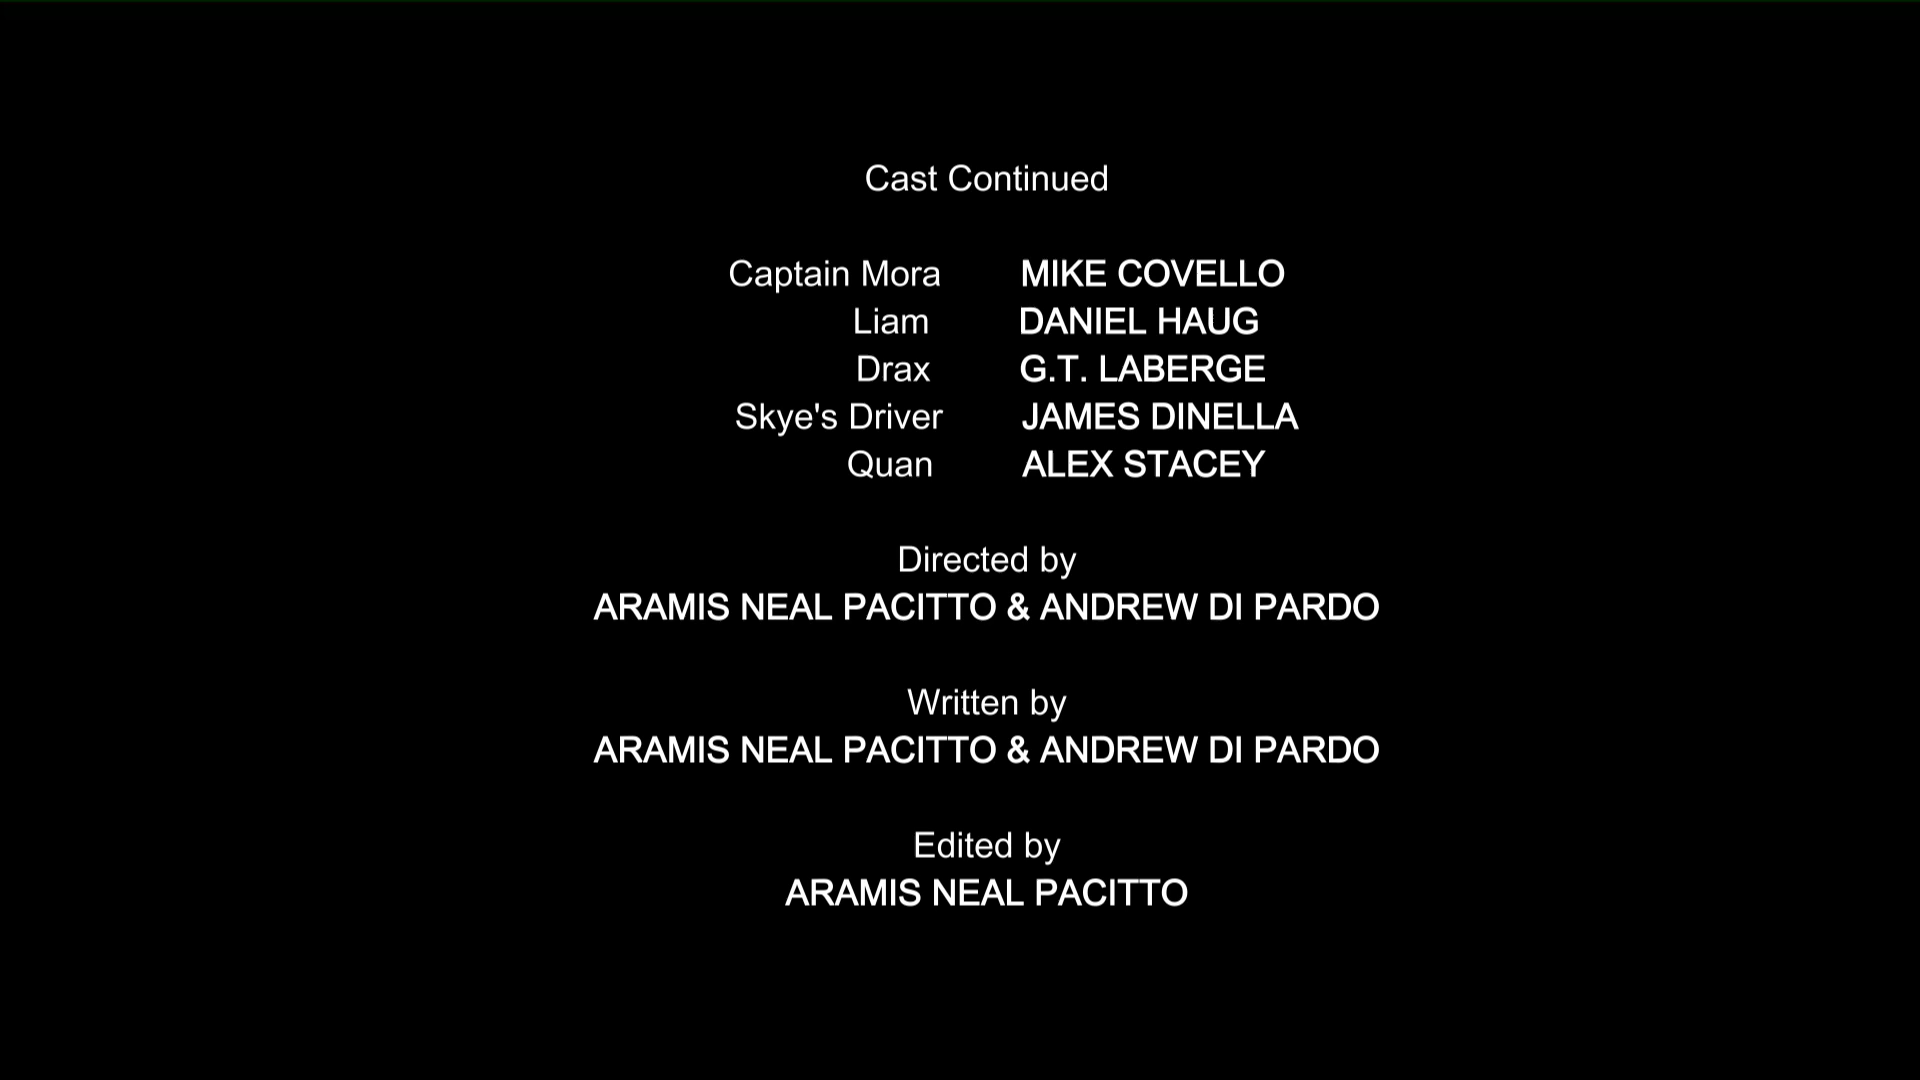 Cast Continued
Captain Mora MIKE COVELLO
Liam DANIEL HAUG
Drax G.T. LABERGE
Skye's Driver JAMES DINELLA
Quan ALEX STACEY
Directed by
ARAMIS NEAL PACITTO & ANDREW DI PARDO
Written by
ARAMIS NEAL PACITTO & ANDREW DI PARDO
Edited by
ARAMIS NEAL PACITTO